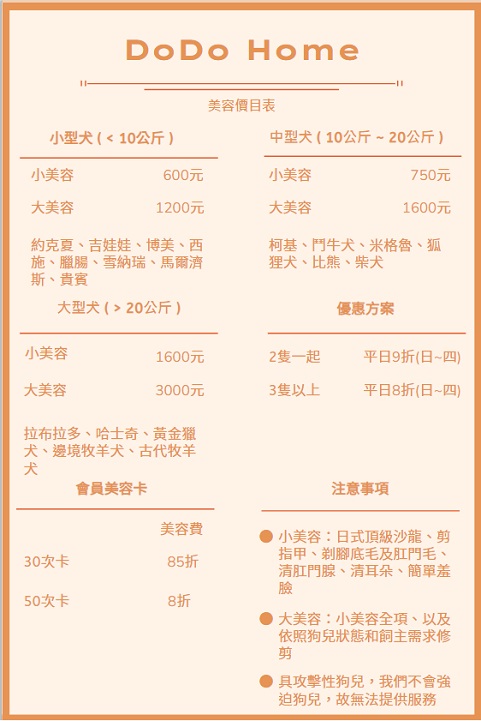 DoDo Home
美容價目表
小型犬 ( < 10公斤 )
小美容 600元
大美容 1200元
約克夏、吉娃娃、博美、西
施、臘腸、雪納瑞、馬爾濟
斯、貴賓
中型犬 ( 10公斤 ~ 20公斤 )
小美容 750元
大美容 1600元
柯基、鬥牛犬、米格魯、狐
狸犬、比熊、柴犬
大型犬 ( > 20公斤 )
小美容 1600元
大美容 3000元
拉布拉多、哈士奇、黃金獵
犬、邊境牧羊犬、古代牧羊
犬
優惠方案
2隻一起 平日9折(日~四)
3隻以上 平日8折(日~四)
會員美容卡
美容費
30次卡 85折
50次卡 8折
注意事項
小美容：日式頂級沙龍、剪
指甲、剃腳底毛及肛門毛、
清肛門腺、清耳朵、簡單羞
臉
大美容：小美容全項、以及
依照狗兒狀態和飼主需求修
剪
具攻擊性狗兒，我們不會強
迫狗兒，故無法提供服務